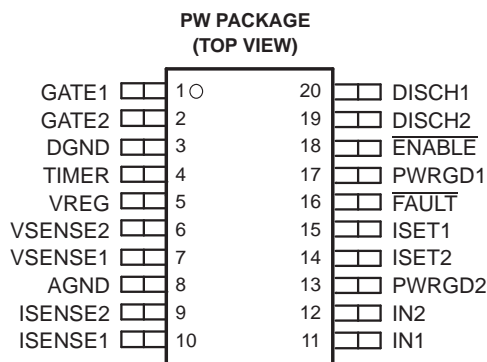 PW PACKAGE
(TOP VIEW)
GATE1 1 20 DISCH1
GATE2 2 19 DISCH2
DGND 3 18 ENABLE
TIMER 4 17 PWRGD1
VREG 5 16 FAULT
VSENSE2 6 15 ISET1
VSENSE1 7 14 ISET2
AGND 8 13 PWRGD2
ISENSE2 9 12 IN2
ISENSE1 10 11 IN1